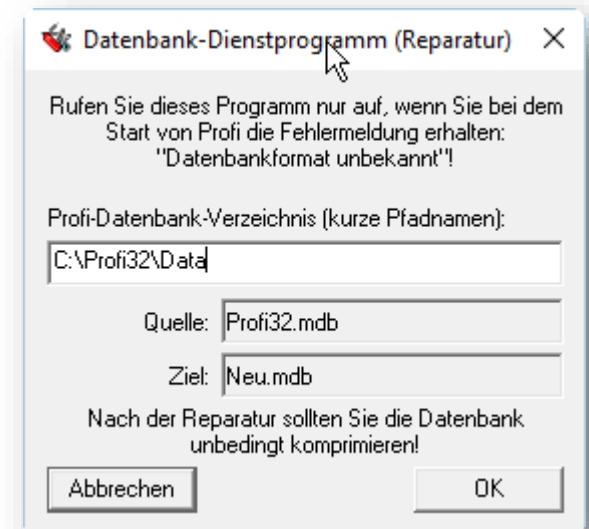 Datenbank-Dienstprogramm (Reparatur)
Rufen Sie dieses Programm nur auf, wenn Sie bei dem
Start von Profi die Fehlermeldung erhalten:
"Datenbankformat unbekannt"!
Profi-Datenbank-Verzeichnis (kurze Pfadnamen):
C:\Profi32\Data
Quelle: Profi32.mdb
Ziel: Neu.mdb
Nach der Reparatur sollten Sie die Datenbank
unbedingt komprimieren!
Abbrechen OK